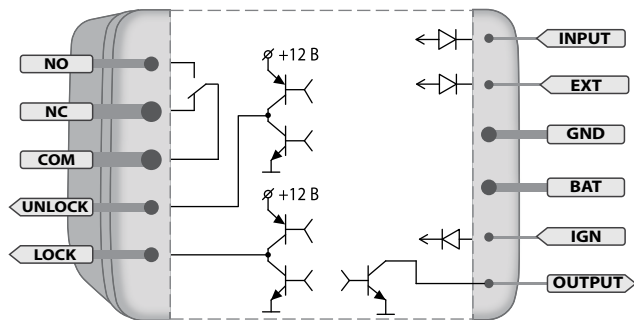 NO
NC
COM
UNLOCK
LOCK
+12 В
+12 В
INPUT
EXT
GND
BAT
IGN
OUTPUT